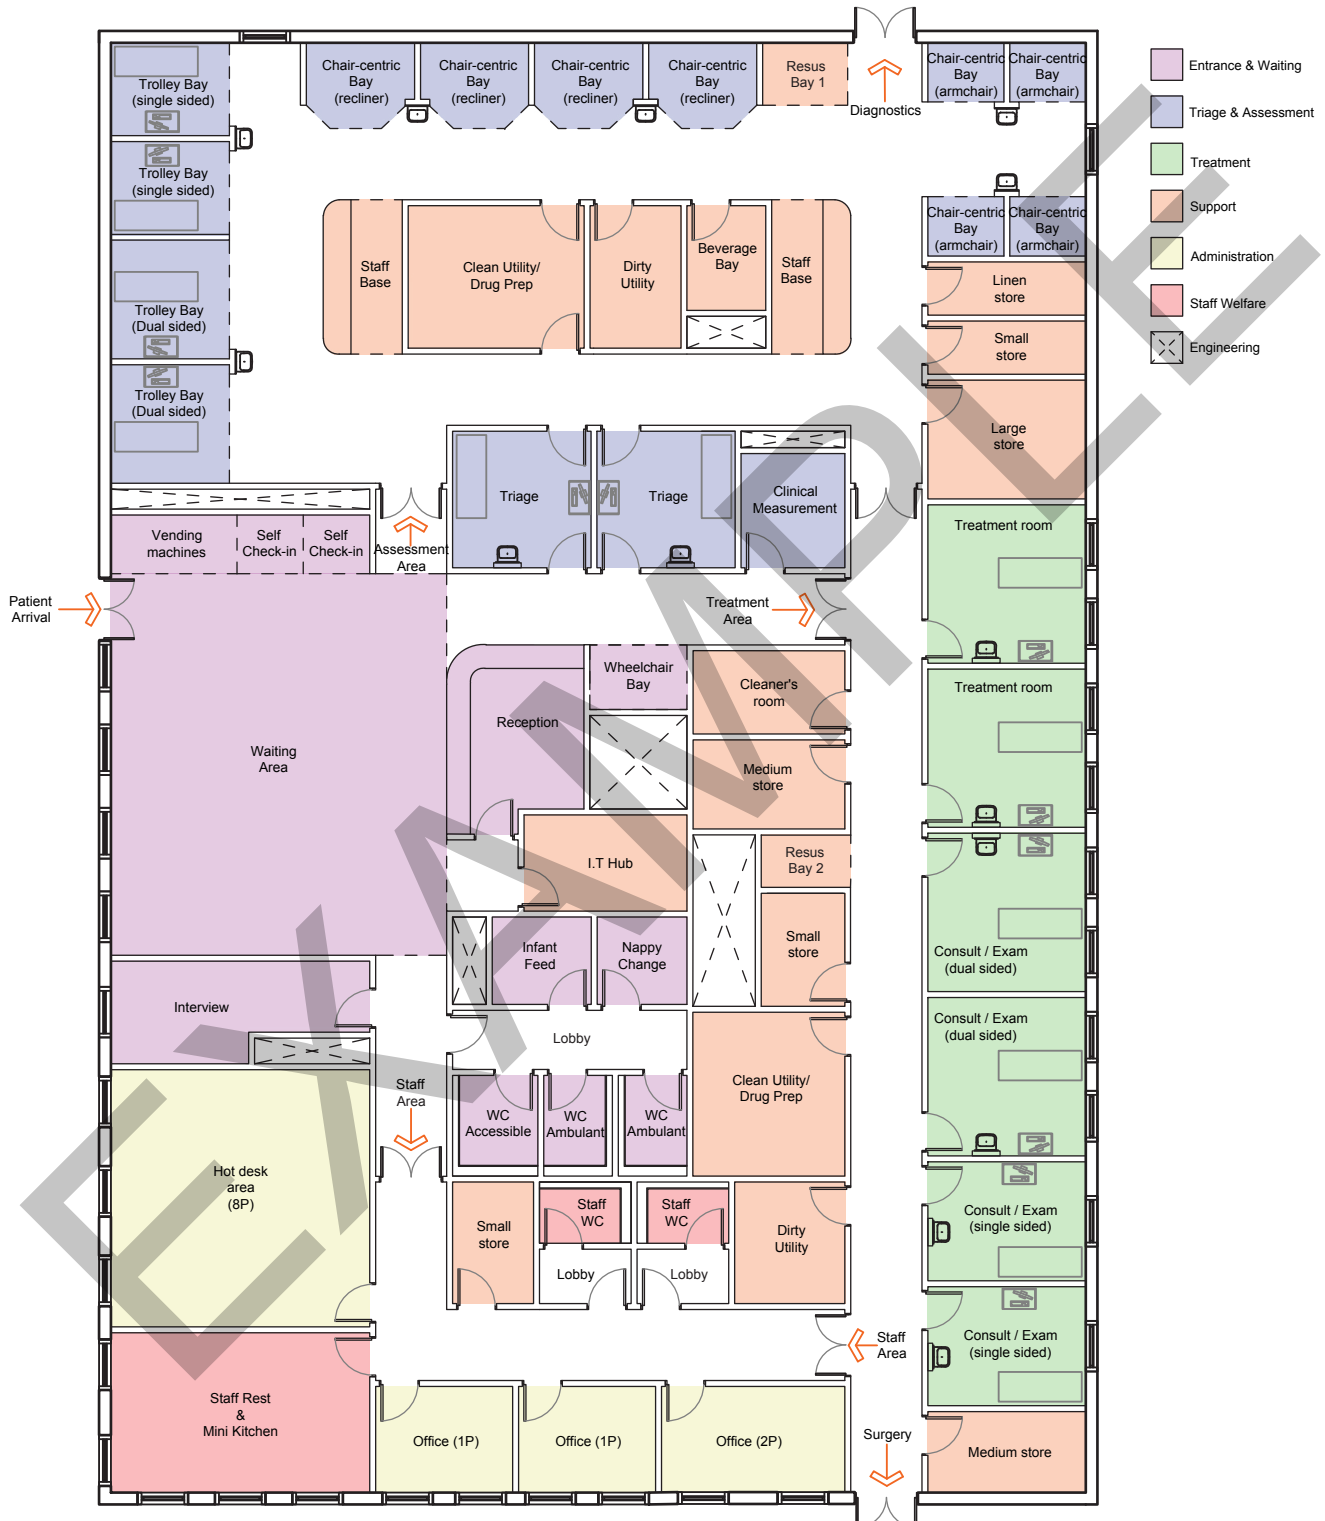 Trolley Bay
(single sided)
Chair-centric
Bay
(recliner)
Chair-centric
Bay
(recliner)
Chair-centric
Bay
(recliner)
Chair-centric
Bay
(recliner)
Resus
Bay 1
Diagnostics
Chair-centric
Bay
(armchair)
Chair-centric
Bay
(armchair)
Entrance & Waiting
Triage & Assessment
Treatment
Support
Administration
Staff Welfare
Engineering
Trolley Bay
(single sided)
Trolley Bay
(Dual sided)
Trolley Bay
(Dual sided)
Staff
Base
Clean Utility/
Drug Prep
Dirty
Utility
Beverage
Bay
Staff
Base
Chair-centric
Bay
(armchair)
Chair-centric
Bay
(armchair)
Linen
store
Small
store
Large
store
Triage
Triage
Clinical
Measurement
Vending
machines
Self
Check-in
Self
Check-in
Assessment
Area
Patient
Arrival
Treatment
Area
Treatment room
Treatment room
Waiting
Area
Reception
Wheelchair
Bay
Cleaner's
room
Medium
store
I.T Hub
Resus
Bay 2
Small
store
Infant
Feed
Nappy
Change
Interview
Lobby
Consult / Exam
(dual sided)
Consult / Exam
(dual sided)
Staff
Area
WC
Accessible
WC
Ambulant
WC
Ambulant
Clean Utility/
Drug Prep
Hot desk
area
(8P)
Small
store
Staff
WC
Staff
WC
Lobby
Lobby
Dirty
Utility
Consult / Exam
(single sided)
Consult / Exam
(single sided)
Staff
Area
Staff Rest
&
Mini Kitchen
Office (1P)
Office (1P)
Office (2P)
Surgery
Medium store
EXAMPLE